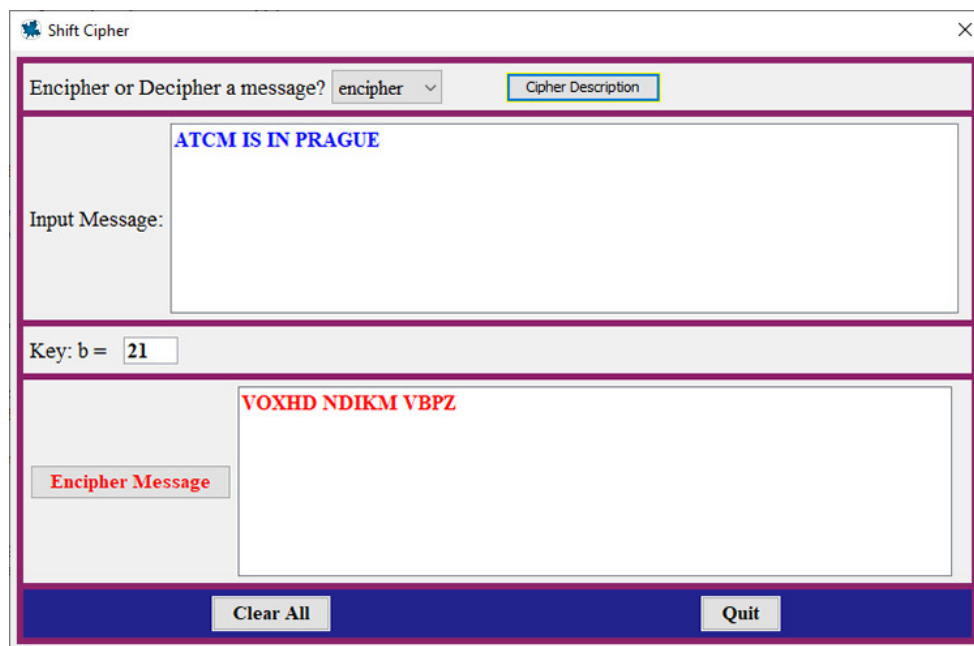 Shift Cipher
Encipher or Decipher a message? encipher Cipher Description
ATCM IS IN PRAGUE
Input Message:
Key: b = 21
VOXHD NDIKM VBPZ
Encipher Message
Clear All Quit